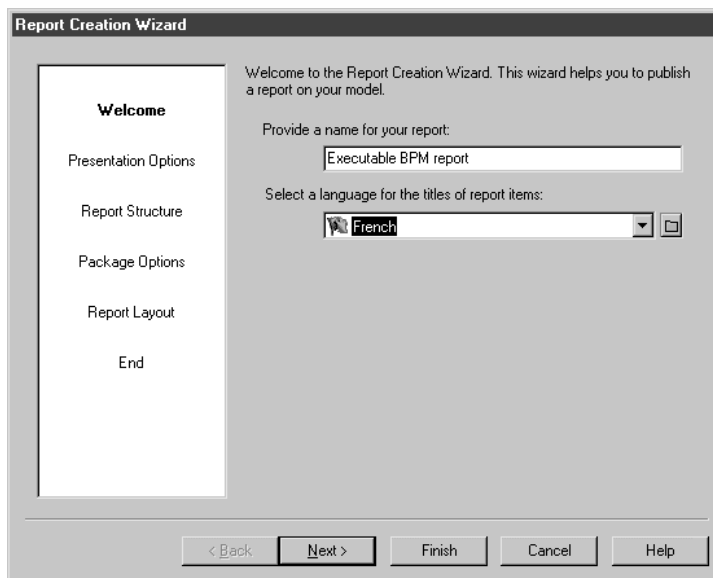 Report Creation Wizard
Welcome to the Report Creation Wizard. This wizard helps you to publish
a report on your model.
Welcome
Presentation Options
Report Structure
Package Options
Report Layout
End
Provide a name for your report:
Executable BPM report
Select a language for the titles of report items:
French
< Back
Next >
Finish
Cancel
Help